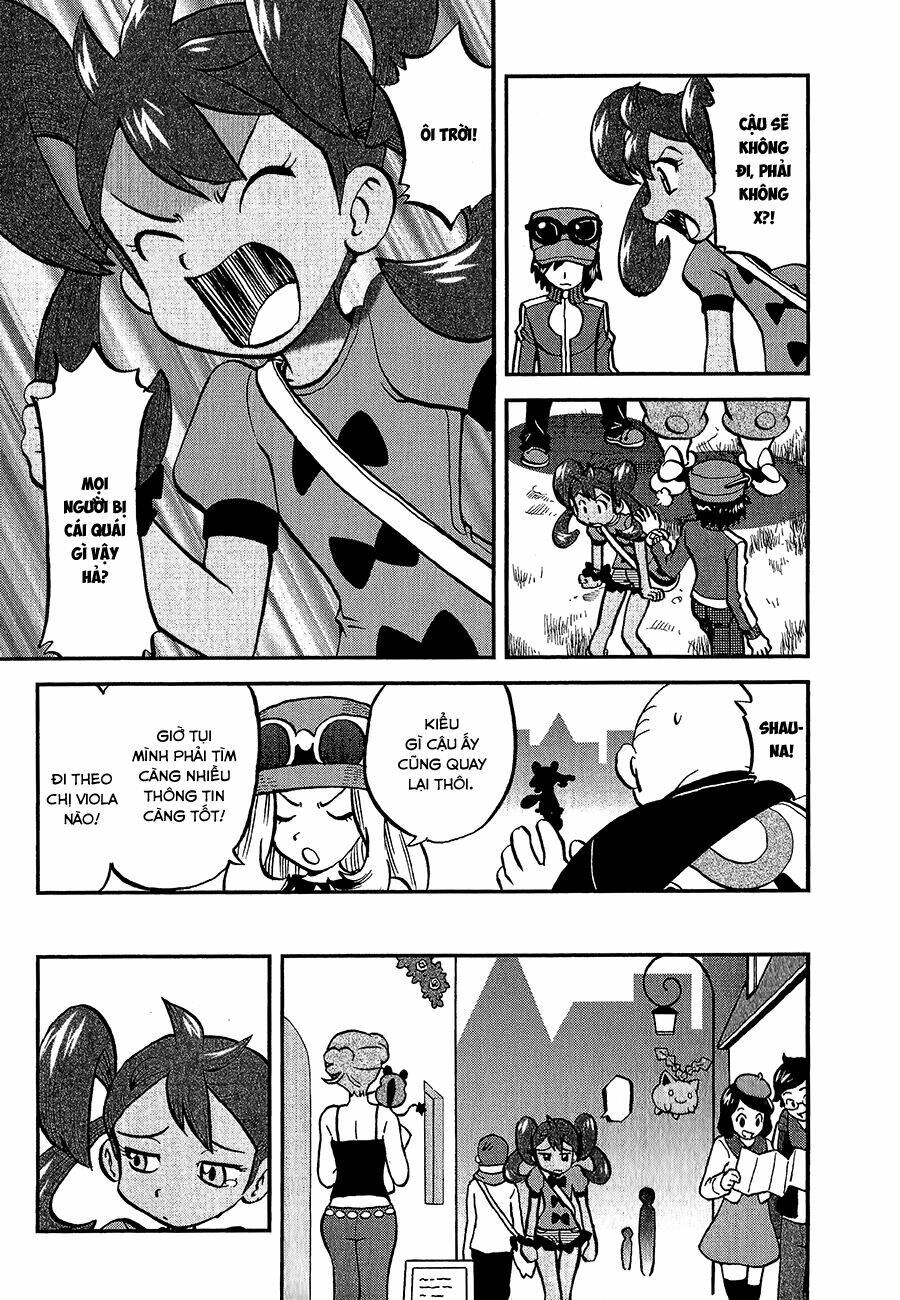 CẬU SẼ
KHÔNG
ĐI, PHẢI
KHÔNG
X?!
ÔI TRỜI!
MỌI
NGƯỜI BỊ
CÁI QUÁI
GÌ VẬY
HẢ?
SHAU-
NA!
KIỂU
GÌ CẬU ẤY
CŨNG QUAY
LẠI THÔI.
GIỜ TỤI
MÌNH PHẢI TÌM
CÀNG NHIỀU
THÔNG TIN
CÀNG TỐT!
ĐI THEO
CHỊ VIOLA
NÀO!